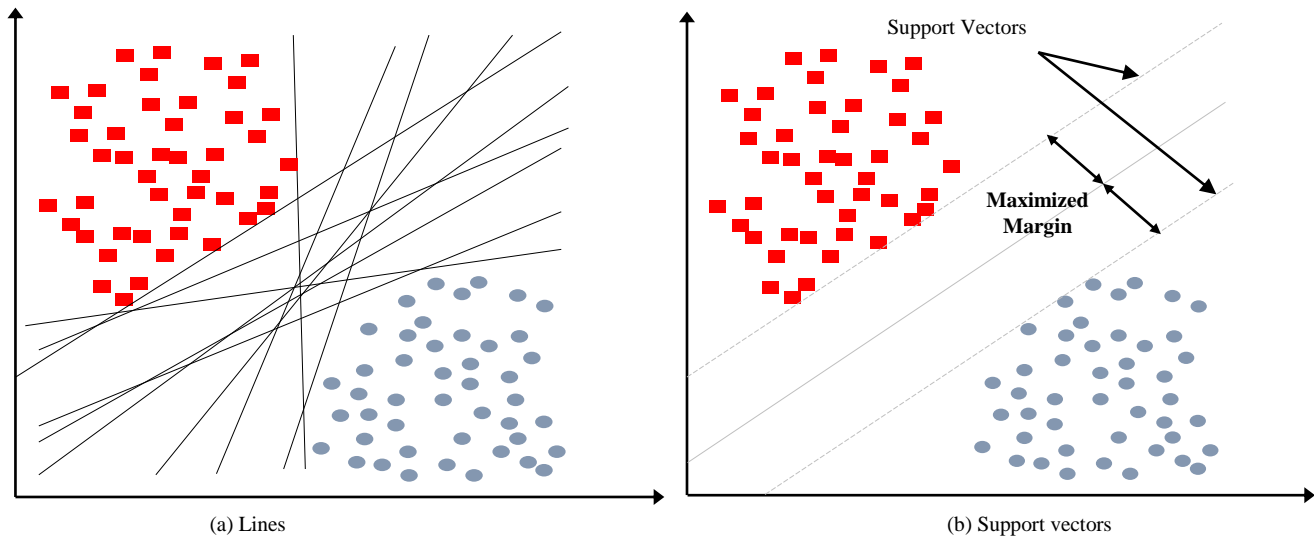 Support Vectors
Maximized
Margin
(a) Lines
(b) Support vectors